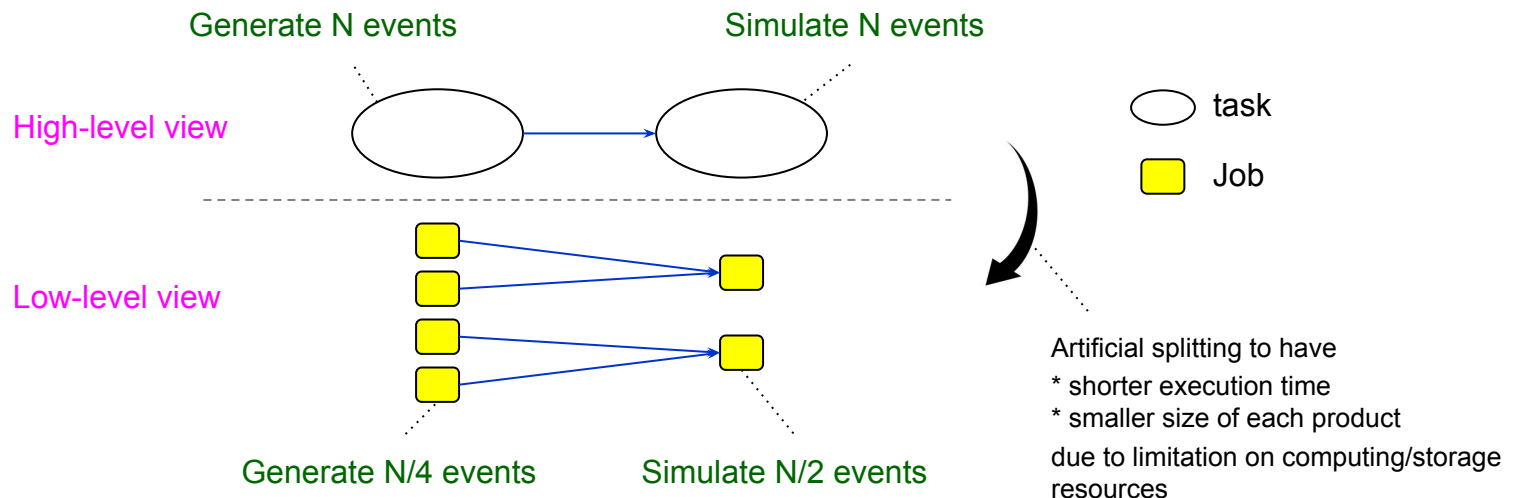 Generate N events
Simulate N events
High-level view
task
Job
Low-level view
Artificial splitting to have
* shorter execution time
* smaller size of each product
due to limitation on computing/storage
resources
Generate N/4 events
Simulate N/2 events